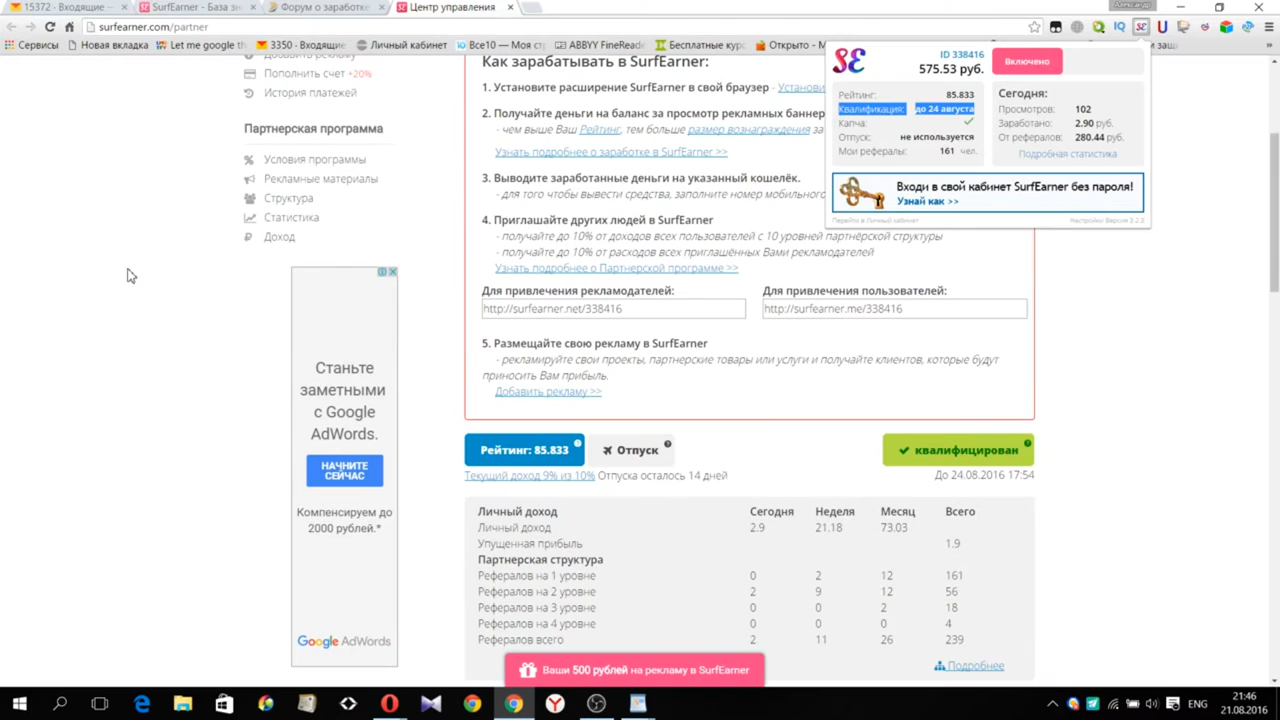 Александр
15372 - Входящие —
SurfEarner - База зн
Форум о заработке
Центр управления
surfearner.com/partner
Сервисы
Новая вкладка
Let me google th
3350 - Входящие
Личный кабинет
Все10 — Моя ст
ABBYY FineReade
Бесплатные кур
Открыто -
Пополнить счет +20%
История платежей
Партнерская программа
Условия программы
Рекламные материалы
Структура
Статистика
Доход
Станьте
заметными
с Google
AdWords.
НАЧНИТЕ
СЕЙЧАС
Компенсируем до
2000 рублей.*
Google AdWords
Как зарабатывать в SurfEarner:
1. Установите расширение SurfEarner в свой браузер - Установи
2. Получайте деньги на баланс за просмотр рекламных баннер
- чем выше Ваш Рейтинг, тем больше размер вознаграждения за
Узнать подробнее о заработке в SurfEarner >>
3. Выводите заработанные деньги на указанный кошелёк.
- для того чтобы вывести средства, заполните номер мобильного
4. Приглашайте других людей в SurfEarner
- получайте до 10% от доходов всех пользователей с 10 уровней партнёрской структуры
- получайте до 10% от расходов всех приглашённых Вами рекламодателей
Узнать подробнее о Партнерской программе >>
Для привлечения рекламодателей:
Для привлечения пользователей:
http://surfearner.net/338416
http://surfearner.me/338416
5. Размещайте свою рекламу в SurfEarner
- рекламируйте свои проекты, партнерские товары или услуги и получайте клиентов, которые будут
приносить Вам прибыль.
Добавить рекламу >>
SE
ID 338416
575.53 руб.
Включено
Рейтинг: 85.833
Квалификация: до 24 августа
Капча:
Отпуск: не используется
Мои рефералы: 161 чел.
Сегодня:
Просмотров: 102
Заработано: 2.90 руб.
От рефералов: 280.44 руб.
Подробная статистика
Входи в свой кабинет SurfEarner без пароля!
Узнай как >>
Перейти в Личный кабинет
Настройки Версия 3.2.5
Рейтинг: 85.833
Отпуск
квалифицирован
Текущий доход 9% из 10% Отпуска осталось 14 дней
До 24.08.2016 17:54
Личный доход Сегодня Неделя Месяц Всего
Личный доход 2.9 21.18 73.03
Упущенная прибыль 1.9
Партнерская структура
Рефералов на 1 уровне 0 2 12 161
Рефералов на 2 уровне 2 9 12 56
Рефералов на 3 уровне 0 0 2 18
Рефералов на 4 уровне 0 0 0 4
Рефералов всего 2 11 26 239
Подробнее
Ваши 500 рублей на рекламу в SurfEarner
ENG
21:46
21.08.2016